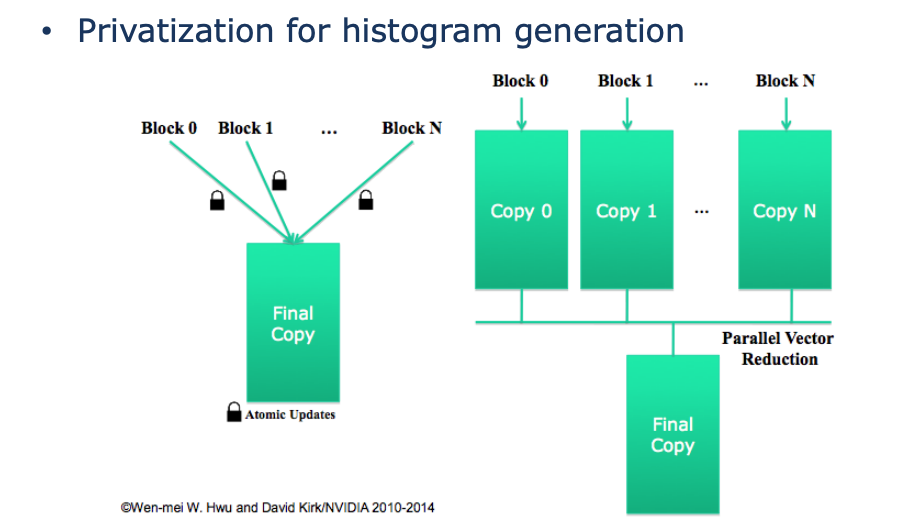 • Privatization for histogram generation
Block 0 Block 1 ... Block N
Final
Copy
Atomic Updates
Block 0 Block 1 ... Block N
Copy 0 Copy 1 ... Copy N
Parallel Vector
Reduction
Final
Copy
©Wen-mei W. Hwu and David Kirk/NVIDIA 2010-2014